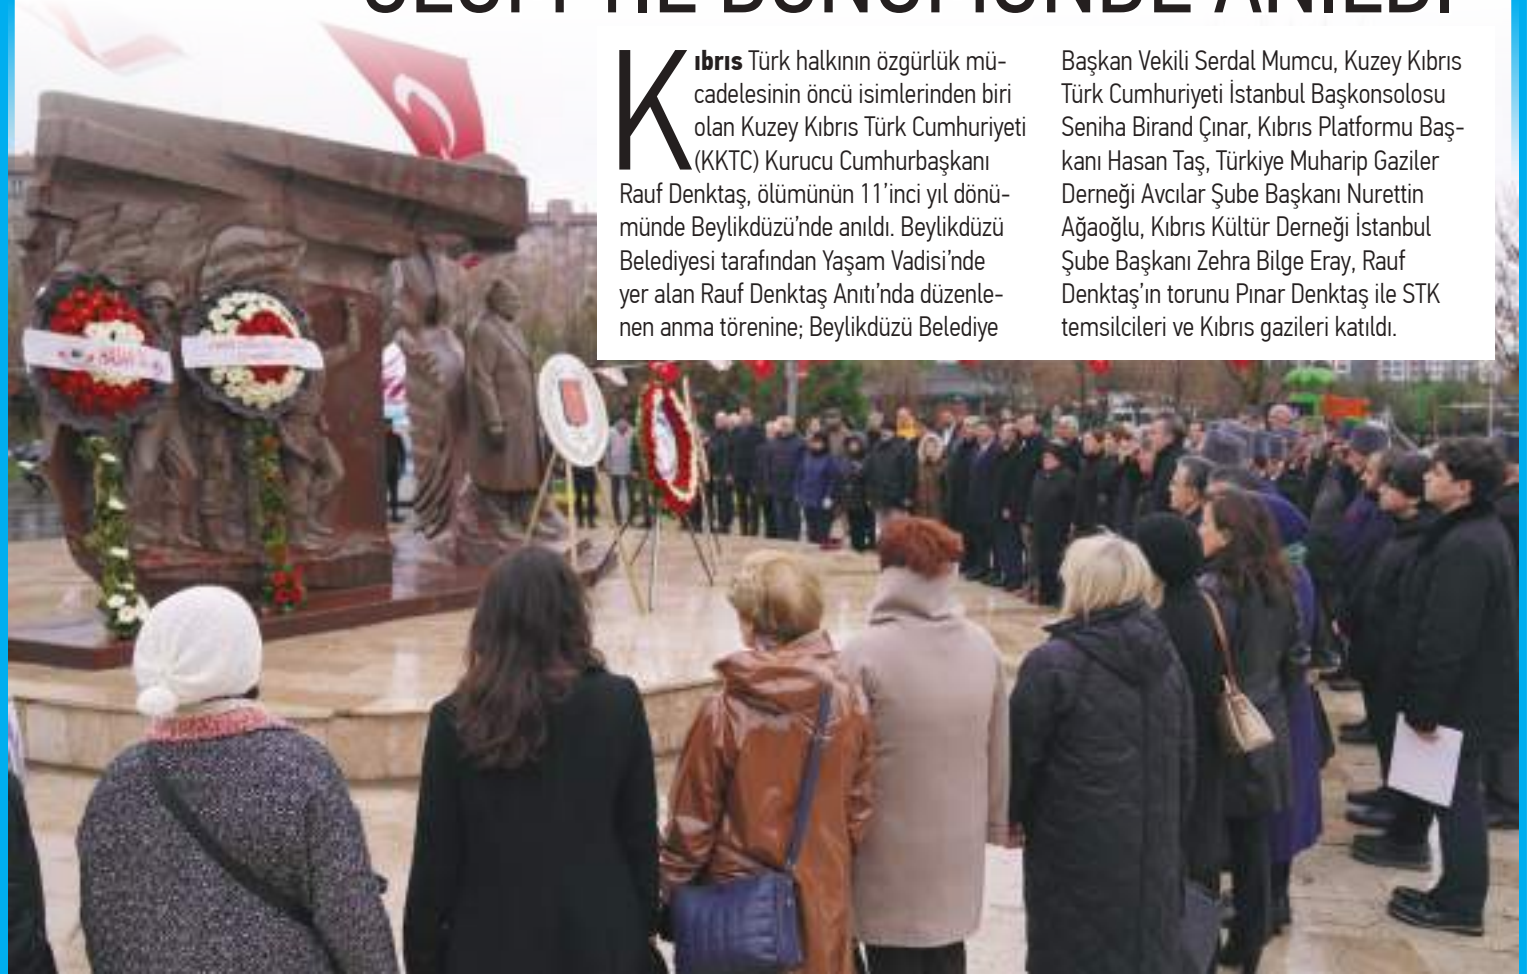 Kıbrıs Türk halkının özgürlük mü-
cadelesinin öncü isimlerinden biri
olan Kuzey Kıbrıs Türk Cumhuriyeti
(KKTC) Kurucu Cumhurbaşkanı
Rauf Denktaş, ölümünün 11’inci yıl dönü-
münde Beylikdüzü’nde anıldı. Beylikdüzü
Belediyesi tarafından Yaşam Vadisi’nde
yer alan Rauf Denktaş Anıtı’nda düzenle-
nen anma törenine; Beylikdüzü Belediye
Başkan Vekili Serdal Mumcu, Kuzey Kıbrıs
Türk Cumhuriyeti İstanbul Başkonsolosu
Seniha Birand Çınar, Kıbrıs Platformu Baş-
kanı Hasan Taş, Türkiye Muharip Gaziler
Derneği Avcılar Şube Başkanı Nurettin
Ağaoğlu, Kıbrıs Kültür Derneği İstanbul
Şube Başkanı Zehra Bilge Eray, Rauf
Denktaş’ın torunu Pınar Denktaş ile STK
temsilcileri ve Kıbrıs gazileri katıldı.